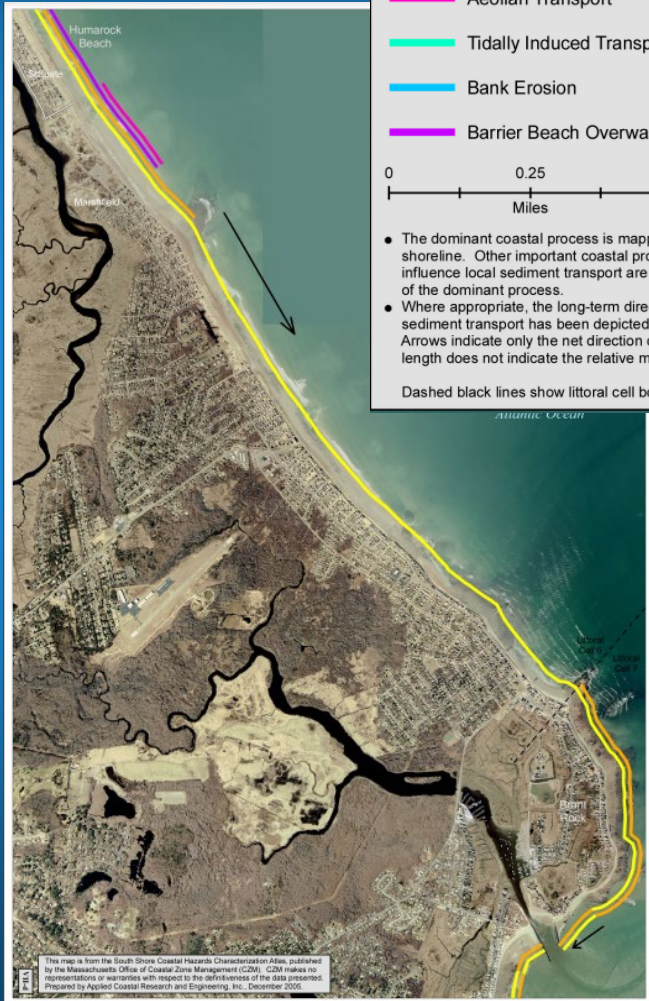 Aeolian Transport
Tidally Induced Transp
Bank Erosion
Barrier Beach Overwa
0 0.25
Miles
● The dominant coastal process is mapp
shoreline. Other important coastal pro
influence local sediment transport are
of the dominant process.
● Where appropriate, the long-term dire
sediment transport has been depicted
Arrows indicate only the net direction o
length does not indicate the relative m
Dashed black lines show littoral cell bo
Humarock
Beach
Scituate
Marshfield
Atlantic Ocean
Littoral
Cell 6
Littoral
Cell 7
Brant
Rock
This map is from the South Shore Coastal Hazards Characterization Atlas, published
by the Massachusetts Office of Coastal Zone Management (CZM). CZM makes no
representations or warranties with respect to the definitiveness of the data presented.
Prepared by Applied Coastal Research and Engineering, Inc., December 2005.